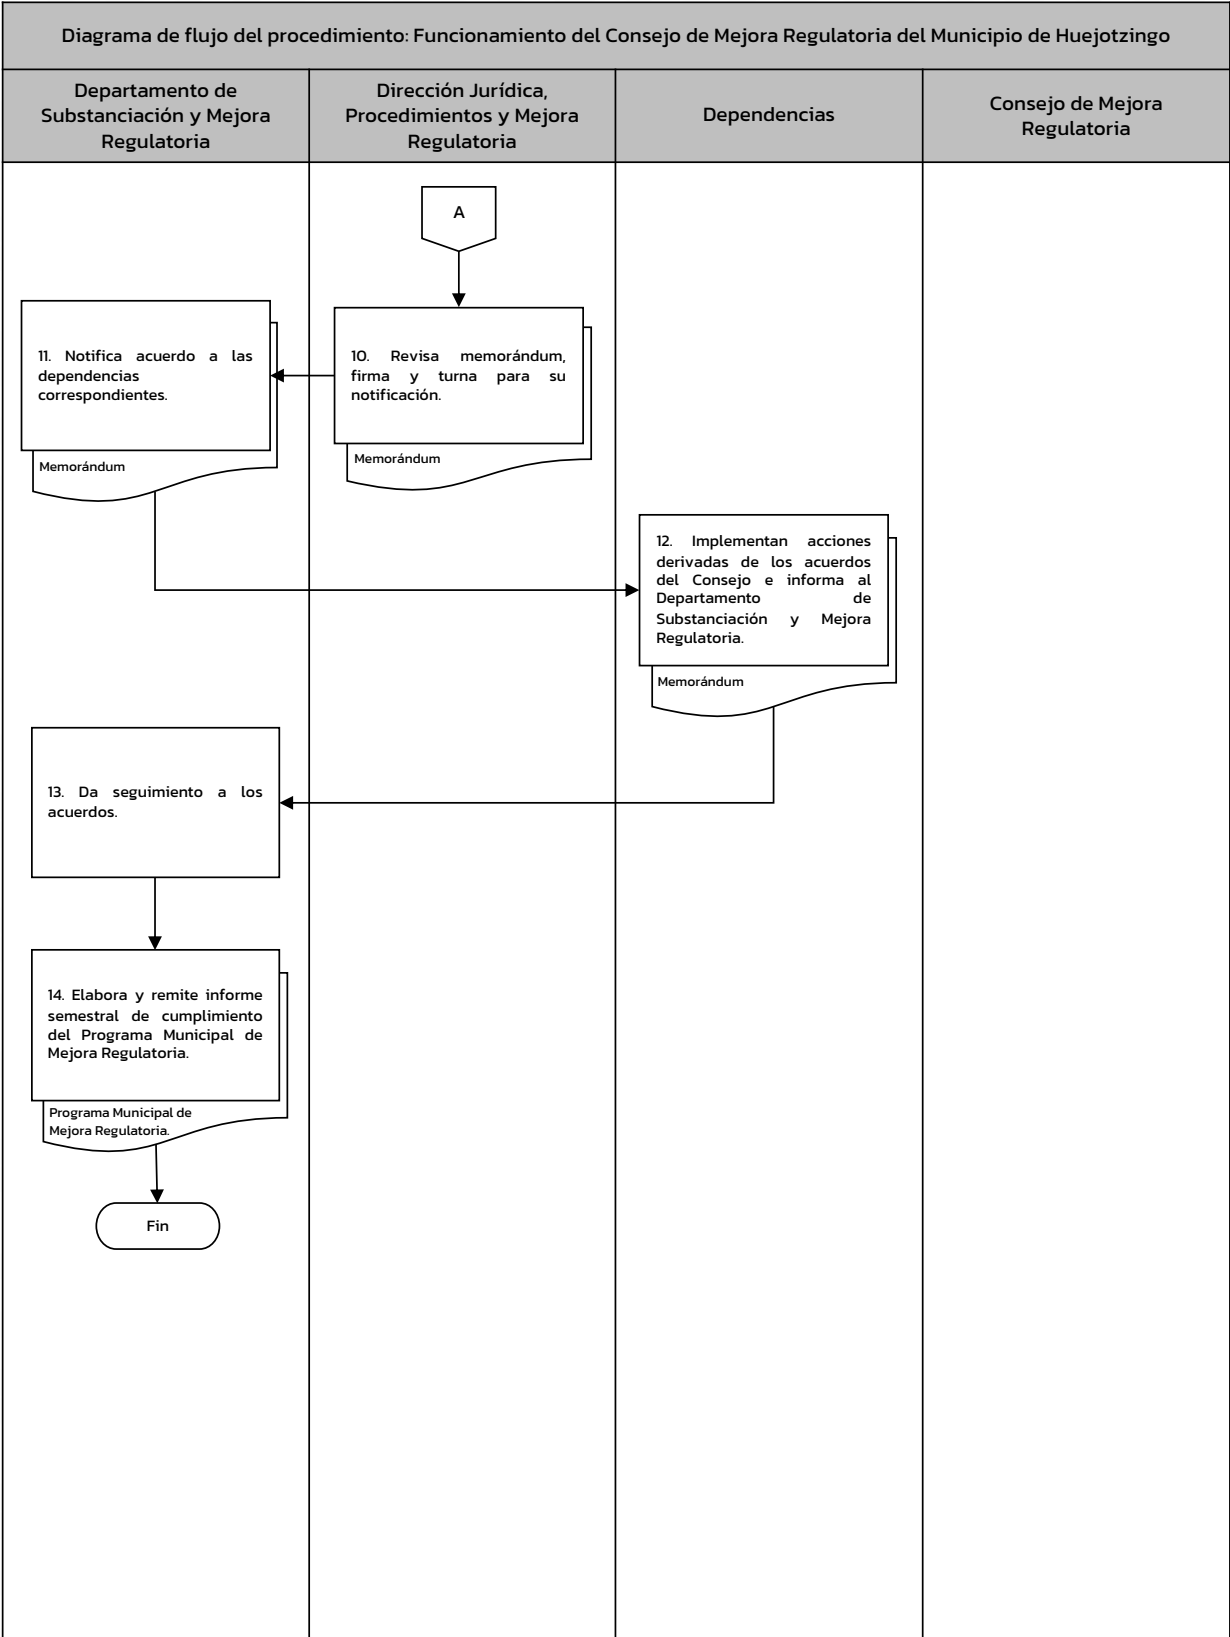 Diagrama de flujo del procedimiento: Funcionamiento del Consejo de Mejora Regulatoria del Municipio de Huejotzingo
Departamento de
Substanciación y Mejora
Regulatoria
Dirección Jurídica,
Procedimientos y Mejora
Regulatoria
Dependencias
Consejo de Mejora
Regulatoria
A
10. Revisa memorándum,
firma y turna para su
notificación.
Memorándum
11. Notifica acuerdo a las
dependencias
correspondientes.
Memorándum
12. Implementan acciones
derivadas de los acuerdos
del Consejo e informa al
Departamento de
Substanciación y Mejora
Regulatoria.
Memorándum
13. Da seguimiento a los
acuerdos.
14. Elabora y remite informe
semestral de cumplimiento
del Programa Municipal de
Mejora Regulatoria.
Programa Municipal de
Mejora Regulatoria.
Fin